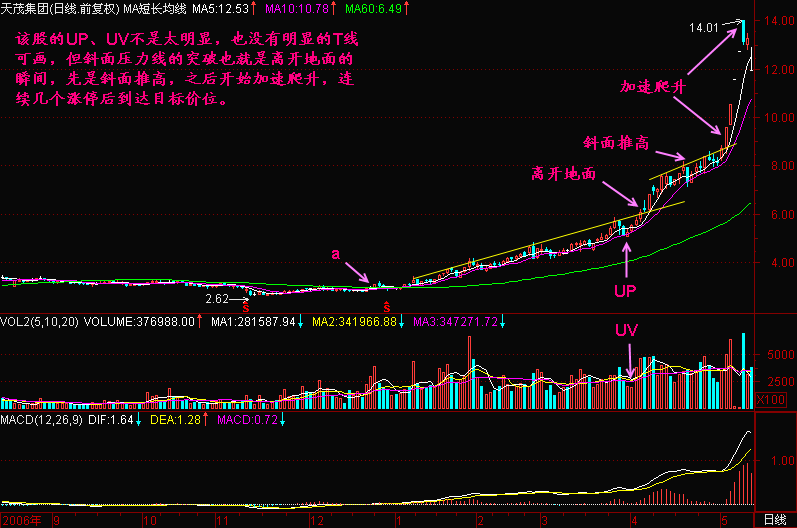 天茂集团(日线.前复权) MA短长均线 MA5:12.53↑ MA10:10.78↑ MA60:6.49↑
该股的UP、UV不是太明显，也没有明显的T线
可画，但斜面压力线的突破也就是离开地面的
瞬间，先是斜面推高，之后开始加速爬升，连
续几个涨停后到达目标价位。
14.01
14.00
12.00
加速爬升
10.00
斜面推高
8.00
离开地面
6.00
a
4.00
UP
2.62
S
S
VOL2(5,10,20) VOLUME:376988.00↑ MA1:281587.94↓ MA2:341966.88↓ MA3:347271.72↓
UV
5000
2500
X100
MACD(12,26,9) DIF:1.64↓ DEA:1.28↑ MACD:0.72↓
1.00
2006年 9 10 11 12 1 2 3 4 5 日线